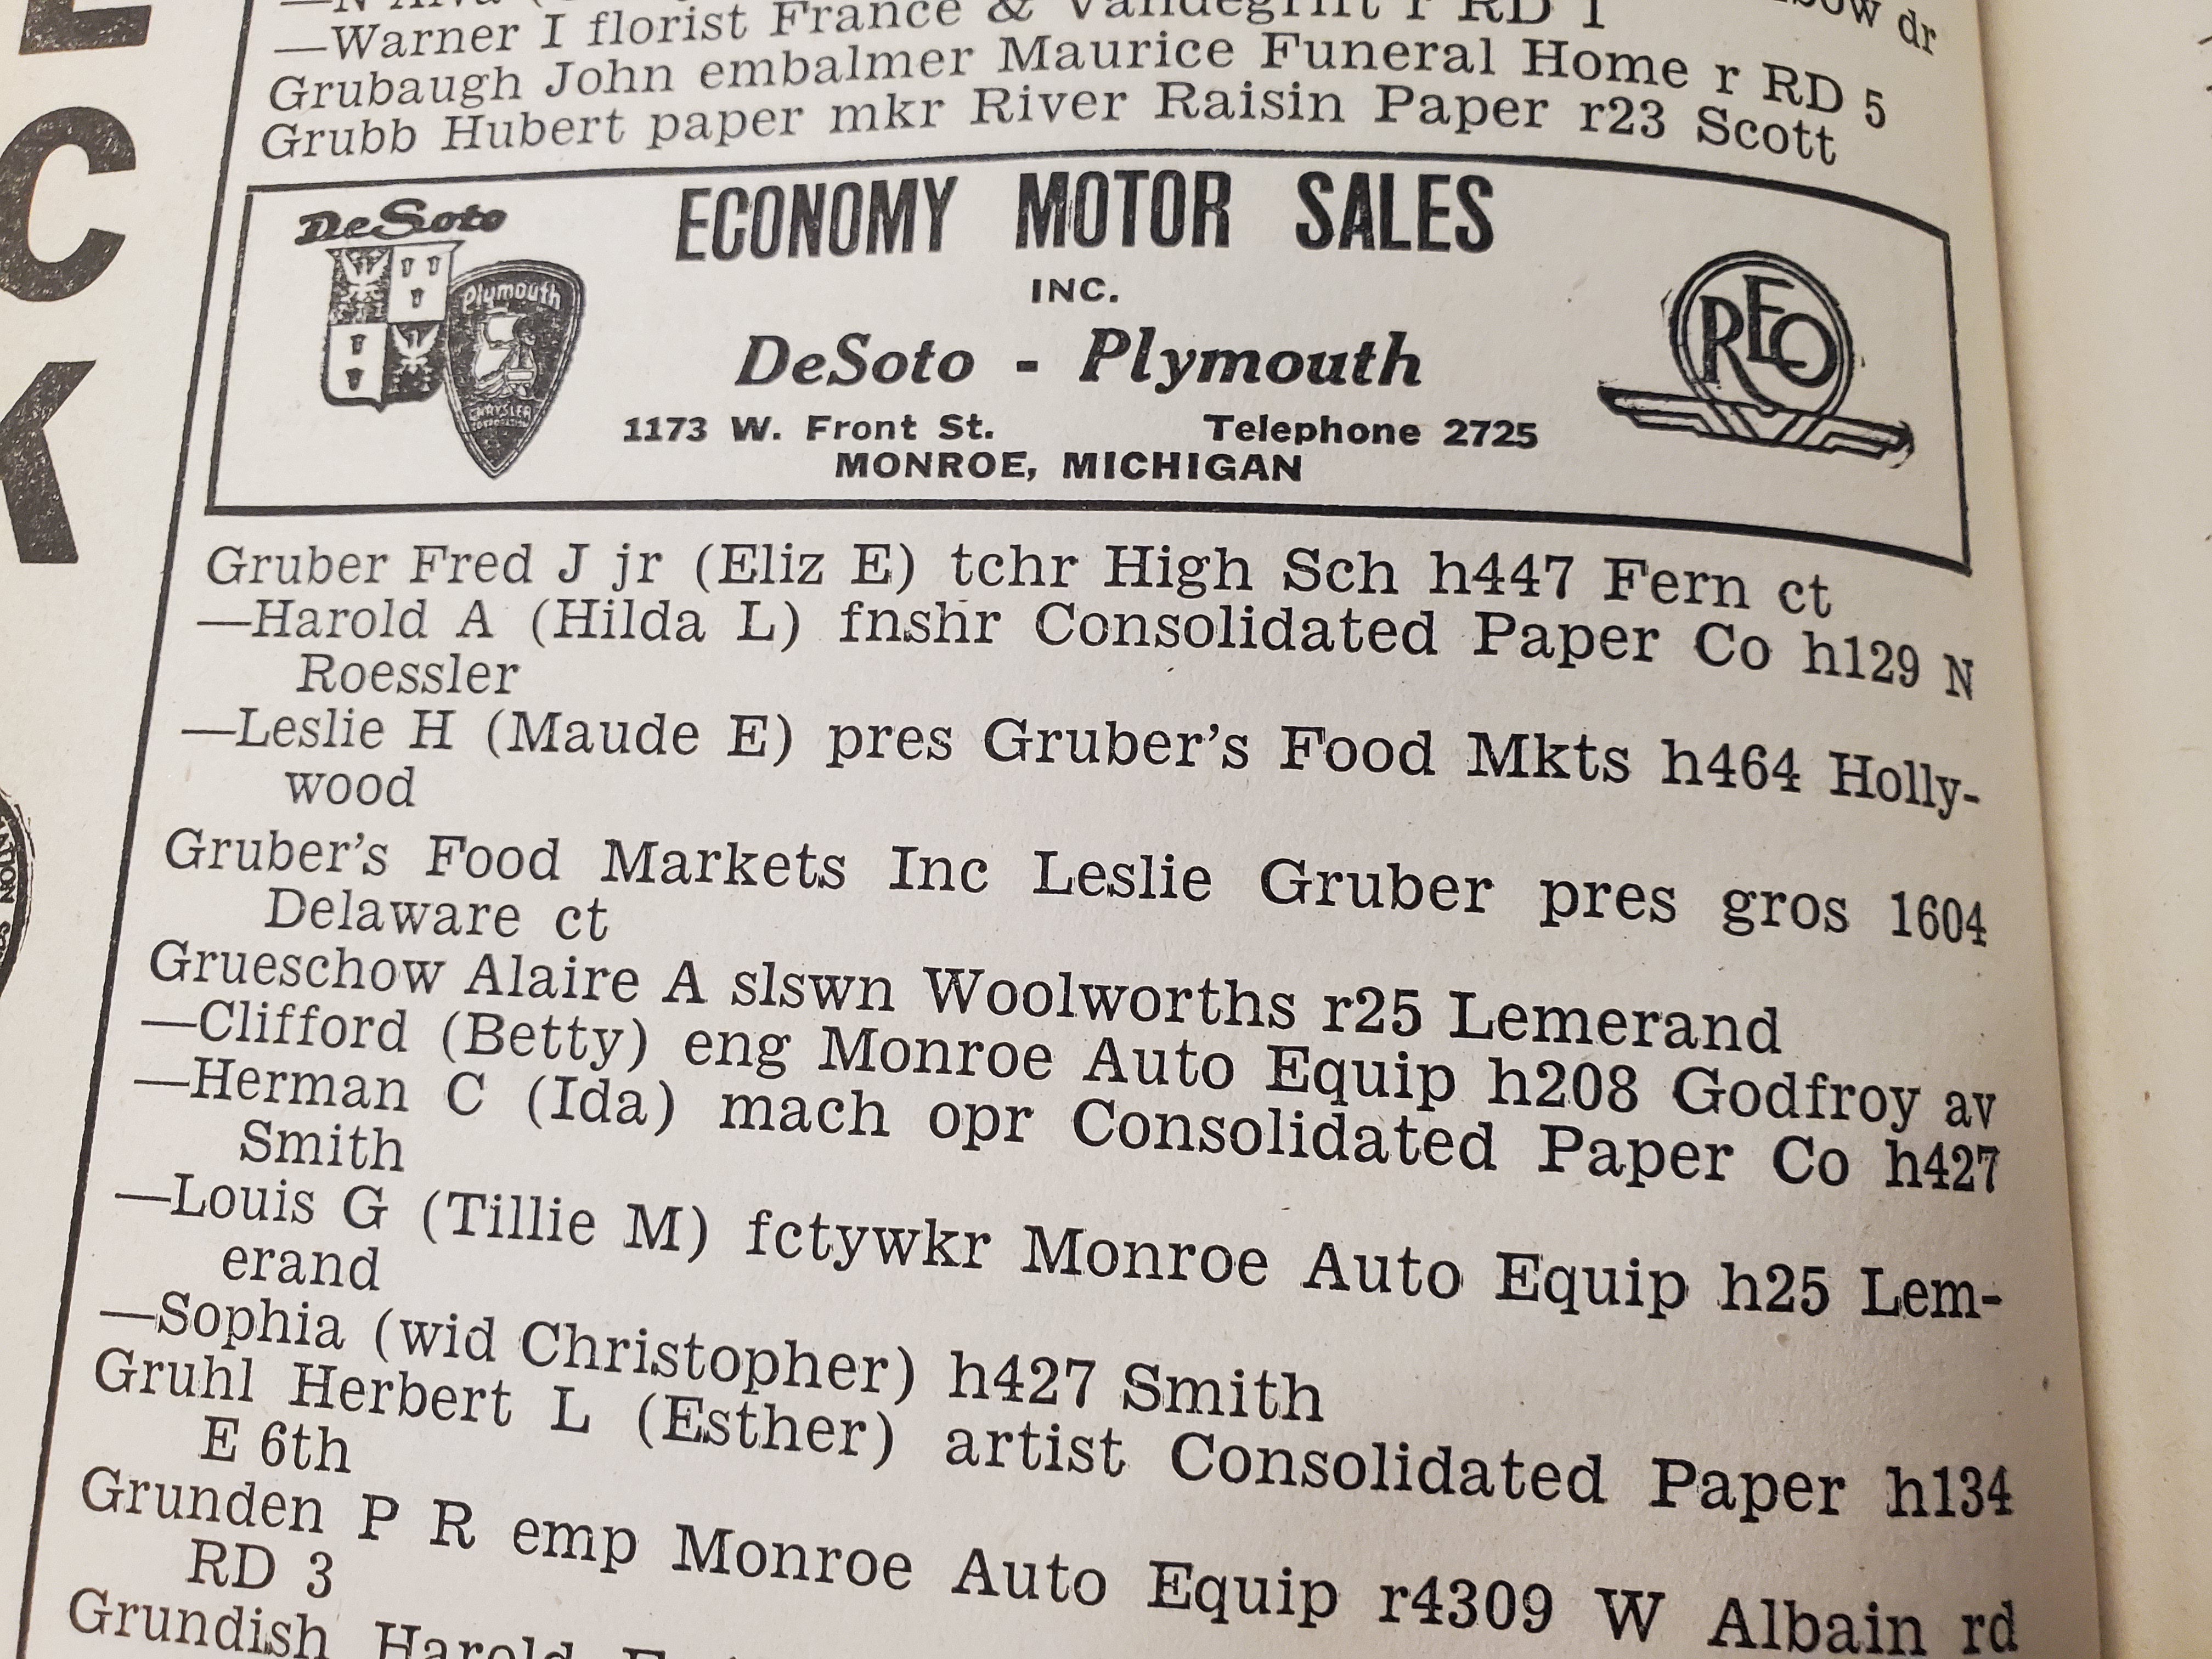 —Warner I florist France & Vandegrift r RD 1
dr
Grubaugh John embalmer Maurice Funeral Home r RD 5
Grubb Hubert paper mkr River Raisin Paper r23 Scott
DeSoto
Plymouth
CHRYSLER
CORPORATION
ECONOMY MOTOR SALES
INC.
DeSoto - Plymouth
1173 W. Front St. Telephone 2725
MONROE, MICHIGAN
REO
Gruber Fred J jr (Eliz E) tchr High Sch h447 Fern ct
—Harold A (Hilda L) fnshr Consolidated Paper Co h129 N
Roessler
—Leslie H (Maude E) pres Gruber's Food Mkts h464 Holly-
wood
Gruber's Food Markets Inc Leslie Gruber pres gros 1604
Delaware ct
Grueschow Alaire A slswn Woolworths r25 Lemerand
—Clifford (Betty) eng Monroe Auto Equip h208 Godfroy av
—Herman C (Ida) mach opr Consolidated Paper Co h427
Smith
—Louis G (Tillie M) fctywkr Monroe Auto Equip h25 Lem-
erand
—Sophia (wid Christopher) h427 Smith
Gruhl Herbert L (Esther) artist Consolidated Paper h134
E 6th
Grunden P R emp Monroe Auto Equip r4309 W Albain rd
RD 3
Grundish Harold
C
K